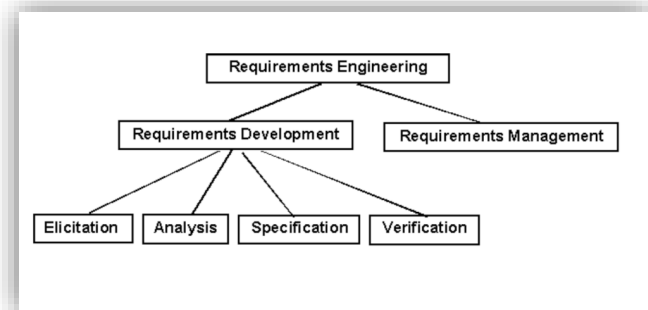 Requirements Engineering
Requirements Development
Requirements Management
Elicitation
Analysis
Specification
Verification